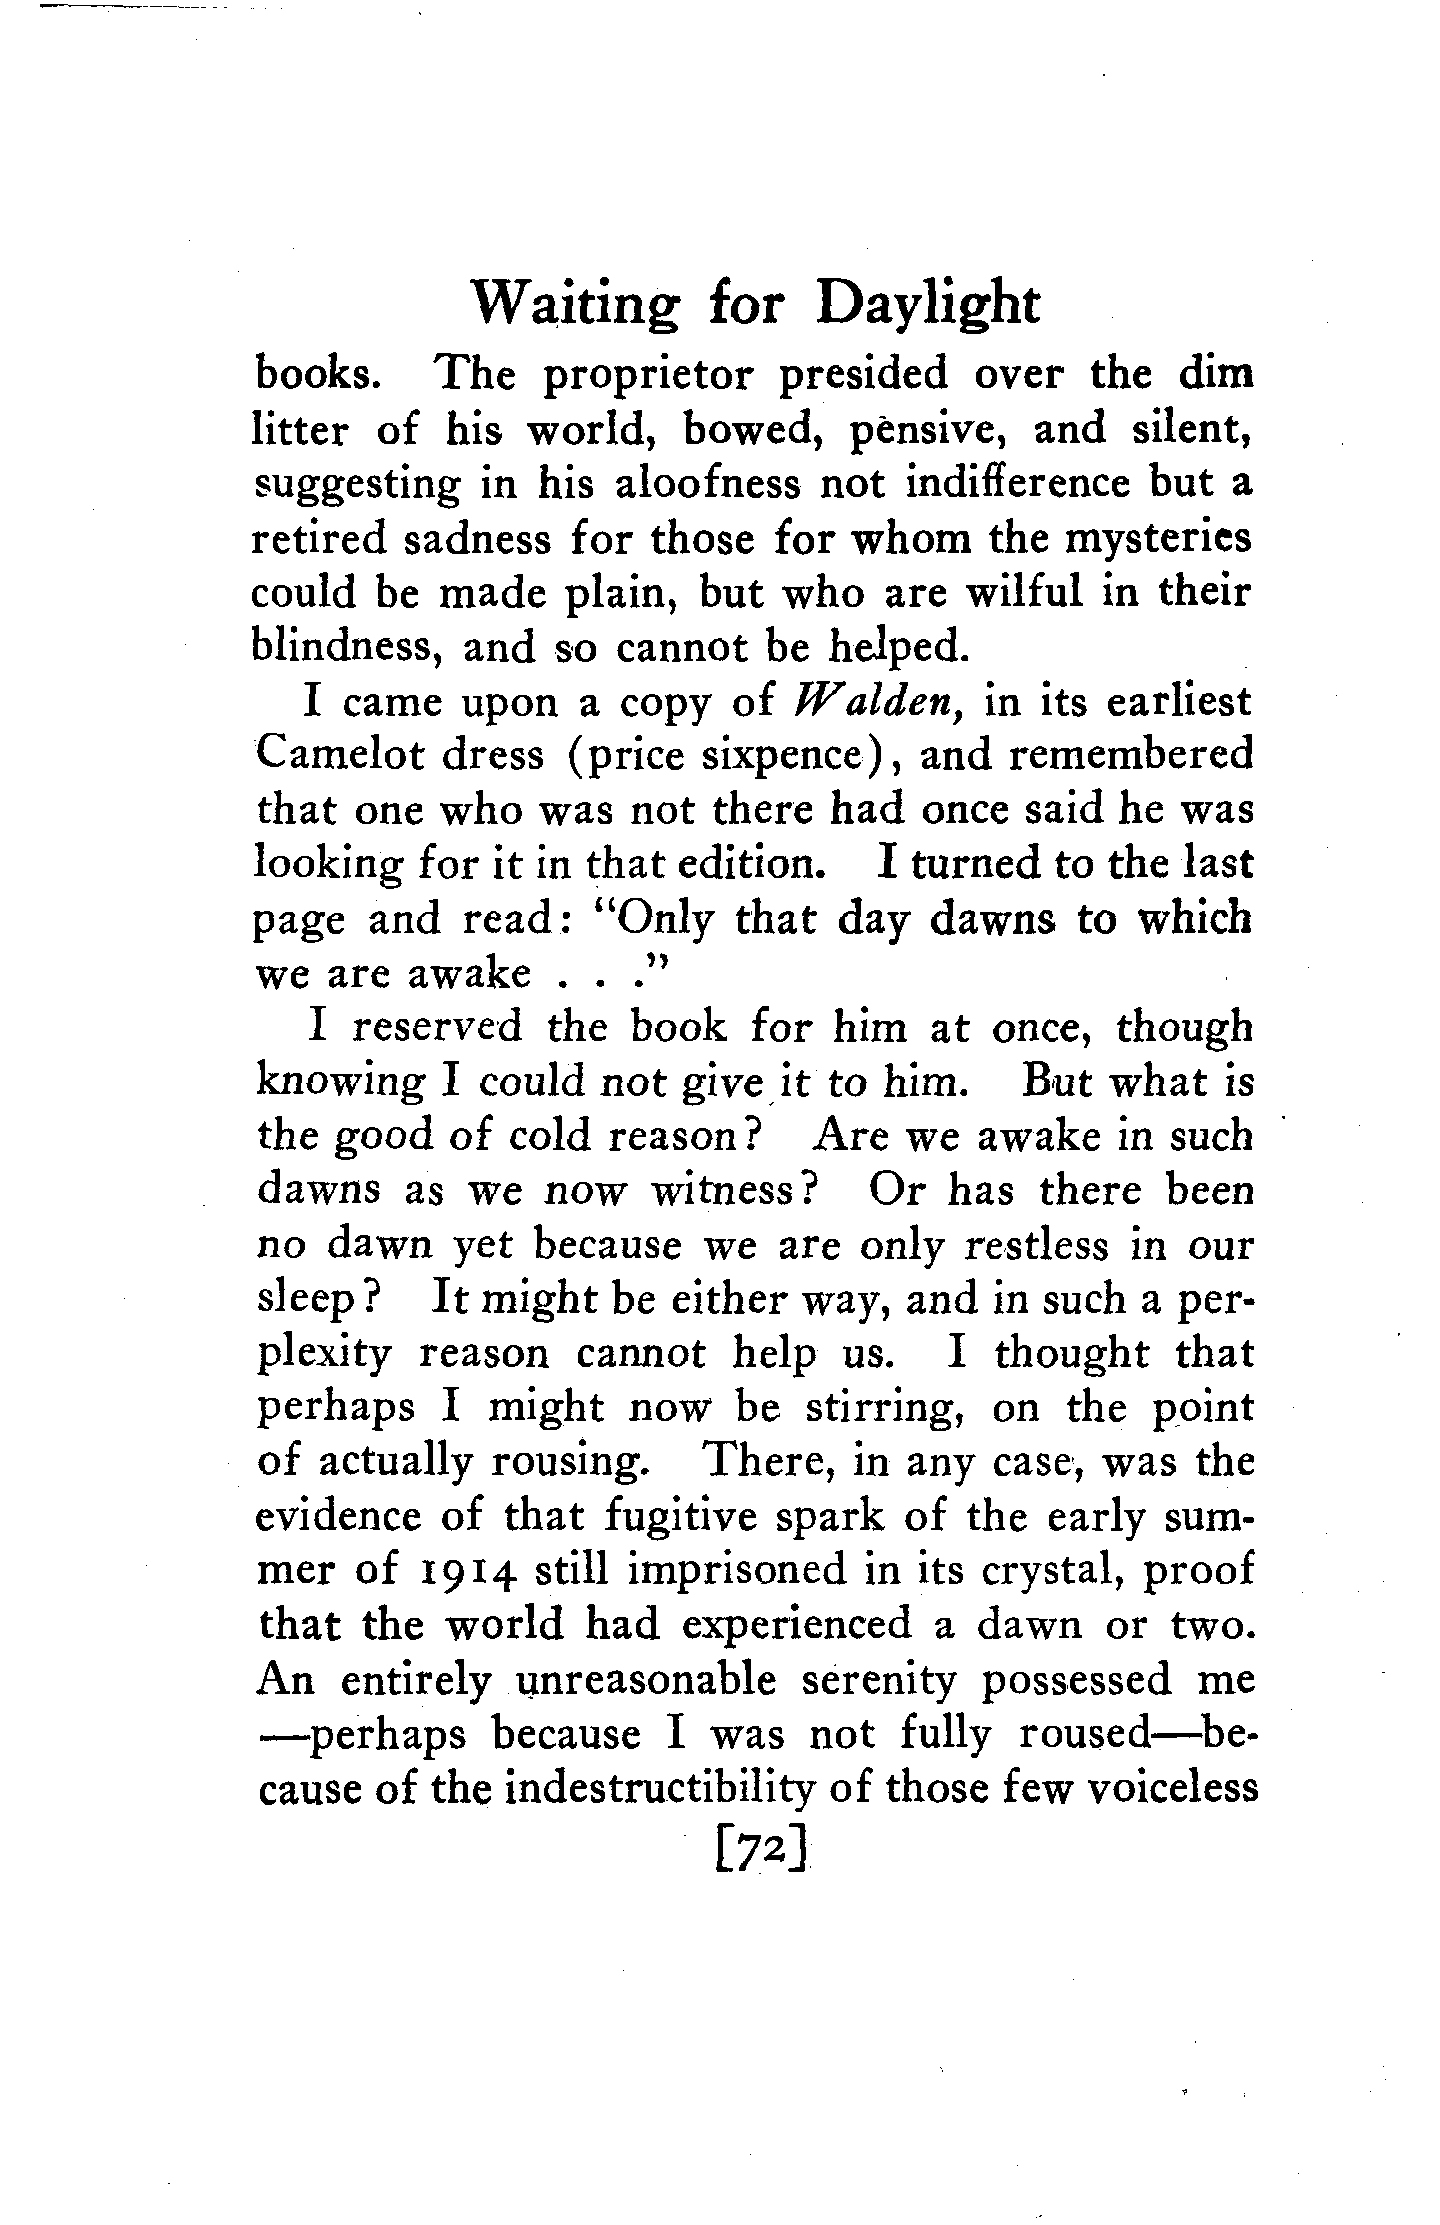 Waiting for Daylight
books. The proprietor presided over the dim
litter of his world, bowed, pensive, and silent,
suggesting in his aloofness not indifference but a
retired sadness for those for whom the mysteries
could be made plain, but who are wilful in their
blindness, and so cannot be helped.
I came upon a copy of Walden, in its earliest
Camelot dress (price sixpence), and remembered
that one who was not there had once said he was
looking for it in that edition. I turned to the last
page and read: "Only that day dawns to which
we are awake . . ."
I reserved the book for him at once, though
knowing I could not give it to him. But what is
the good of cold reason? Are we awake in such
dawns as we now witness? Or has there been
no dawn yet because we are only restless in our
sleep? It might be either way, and in such a per-
plexity reason cannot help us. I thought that
perhaps I might now be stirring, on the point
of actually rousing. There, in any case, was the
evidence of that fugitive spark of the early sum-
mer of 1914 still imprisoned in its crystal, proof
that the world had experienced a dawn or two.
An entirely unreasonable serenity possessed me
—perhaps because I was not fully roused—be-
cause of the indestructibility of those few voiceless
[72]